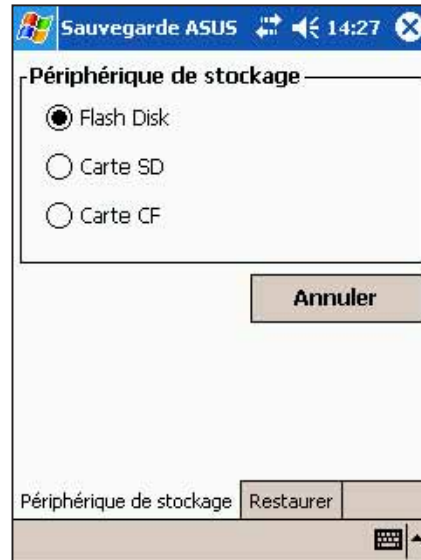 Sauvegarde ASUS 14:27
Périphérique de stockage
Flash Disk
Carte SD
Carte CF
Annuler
Périphérique de stockage Restaurer